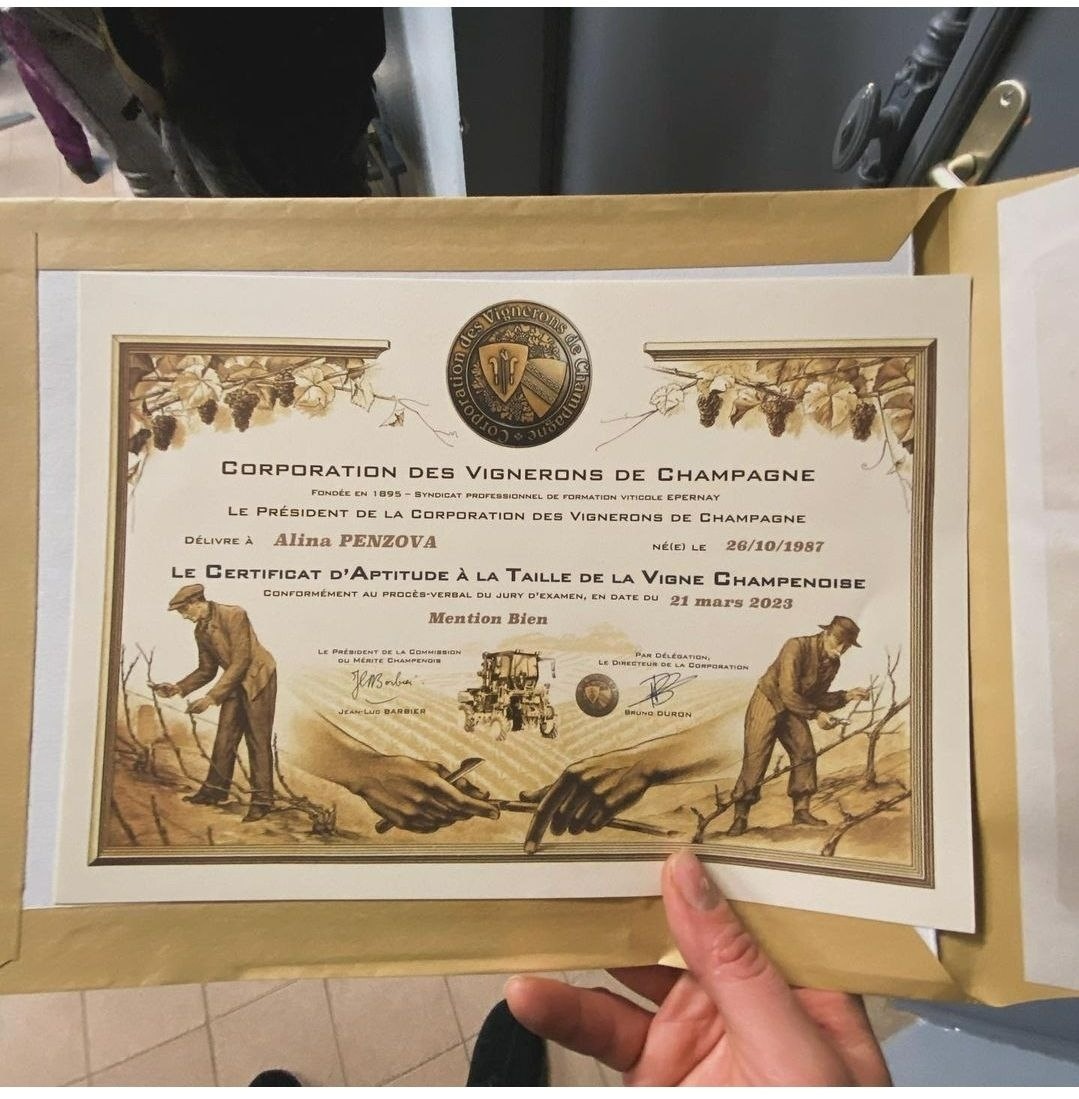 Corporation des Vignerons de Champagne
CORPORATION DES VIGNERONS DE CHAMPAGNE
FONDÉE EN 1895 – SYNDICAT PROFESSIONNEL DE FORMATION VITICOLE EPERNAY
LE PRÉSIDENT DE LA CORPORATION DES VIGNERONS DE CHAMPAGNE
DÉLIVRE À Alina PENZOVA NÉ(E) LE 26/10/1987
LE CERTIFICAT D'APTITUDE À LA TAILLE DE LA VIGNE CHAMPENOISE
CONFORMÉMENT AU PROCÈS-VERBAL DU JURY D'EXAMEN, EN DATE DU 21 mars 2023
Mention Bien
LE PRÉSIDENT DE LA COMMISSION
DU MÉRITE CHAMPENOIS
JEAN-LUC BARBIER
PAR DÉLÉGATION,
LE DIRECTEUR DE LA CORPORATION
BRUNO DURON